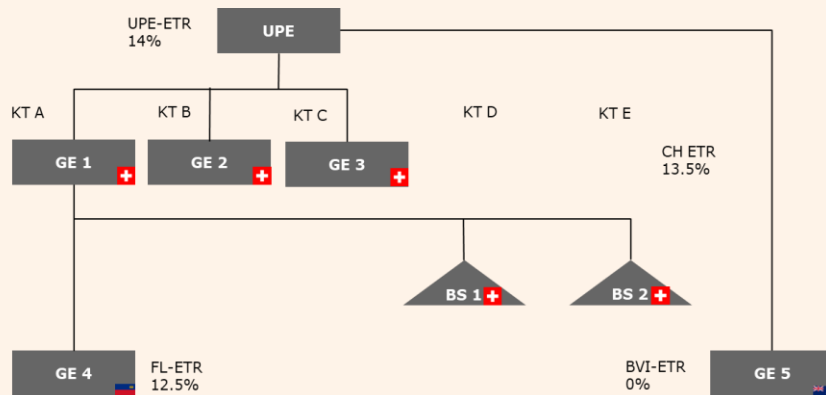 UPE-ETR
14%
UPE
KT A
KT B
KT C
KT D
KT E
GE 1
GE 2
GE 3
CH ETR
13.5%
BS 1
BS 2
GE 4
FL-ETR
12.5%
BVI-ETR
0%
GE 5